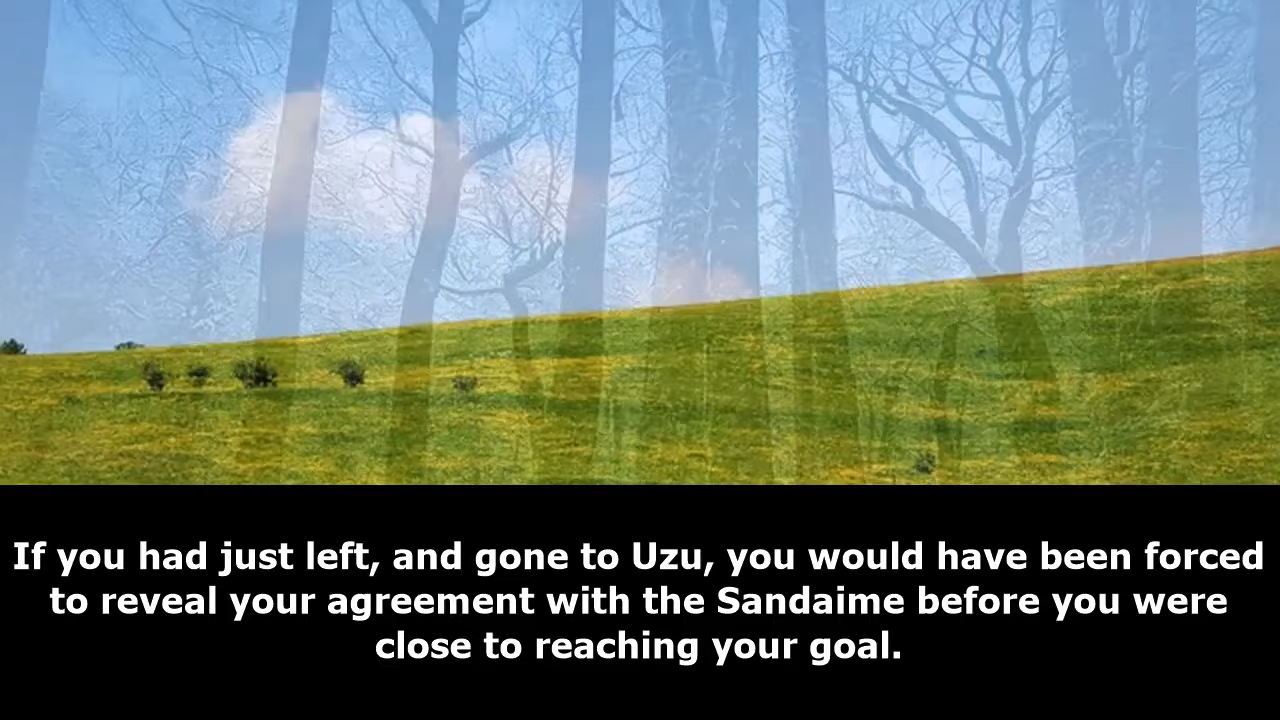 If you had just left, and gone to Uzu, you would have been forced
to reveal your agreement with the Sandaime before you were
close to reaching your goal.